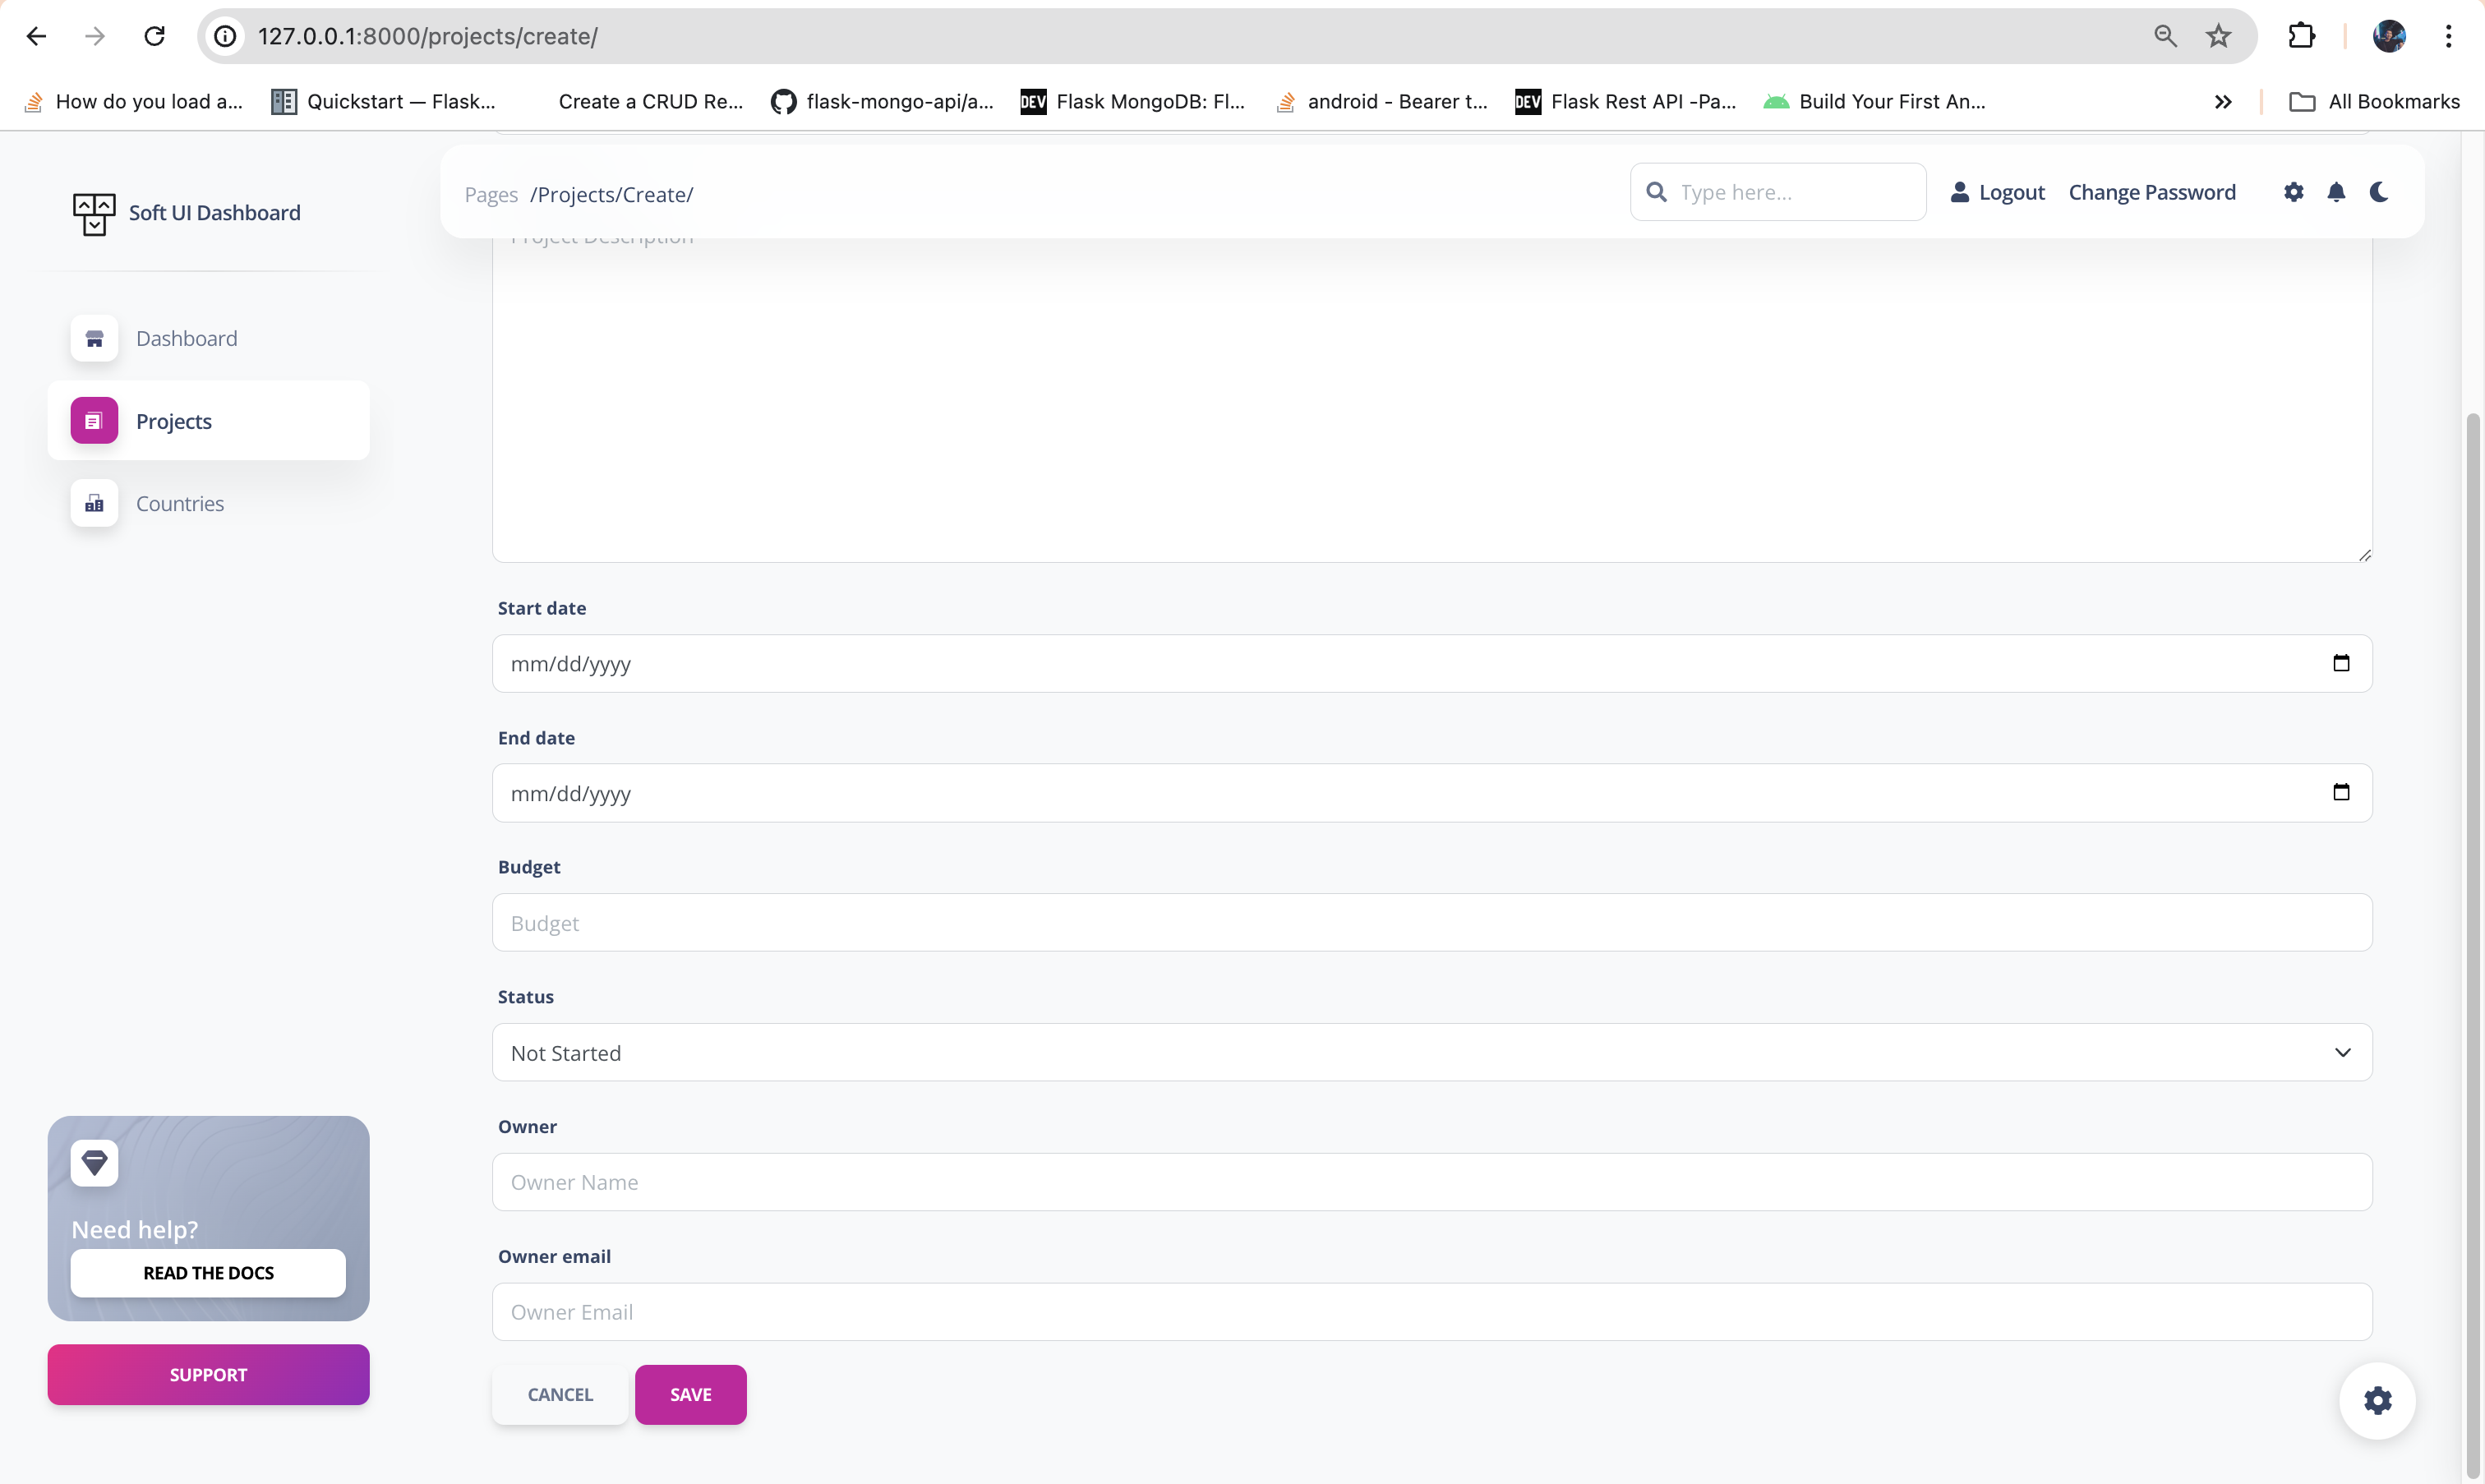 127.0.0.1:8000/projects/create/
How do you load a...
Quickstart — Flask...
Create a CRUD Re...
flask-mongo-api/a...
DEV
Flask MongoDB: Fl...
android - Bearer t...
DEV
Flask Rest API -Pa...
Build Your First An...
All Bookmarks
Soft UI Dashboard
Pages /Projects/Create/
Type here...
Logout
Change Password
Project Description
Dashboard
Projects
Countries
Start date
mm/dd/yyyy
End date
mm/dd/yyyy
Budget
Budget
Status
Not Started
Owner
Owner Name
Owner email
Owner Email
CANCEL
SAVE
Need help?
READ THE DOCS
SUPPORT